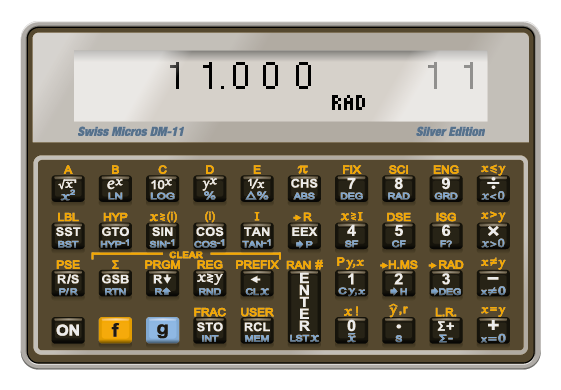 11.000 11
RAD
Swiss Micros DM-11 Silver Edition
A B C D E π FIX SCI ENG x≤y
√x eˣ 10ˣ yˣ 1/x CHS 7 8 9 ÷
x² LN LOG % Δ% ABS DEG RAD GRD x<0
LBL HYP x≷(i) (i) I →R x≷I DSE ISG x>y
SST GTO SIN COS TAN EEX 4 5 6 ×
BST HYP⁻¹ SIN⁻¹ COS⁻¹ TAN⁻¹ →P SF CF F? x>0
CLEAR
PSE Σ PRGM REG PREFIX RAN # Py,x →H.MS →RAD x≠y
R/S GSB R↓ x≷y ← ENTER 1 2 3 −
P/R RTN R↑ RND CLx LSTx Cy,x →H →DEG x≠0
FRAC USER x! ŷ,r L.R. x=y
ON f g STO RCL 0 · Σ+ +
INT MEM x̄ s Σ- x=0